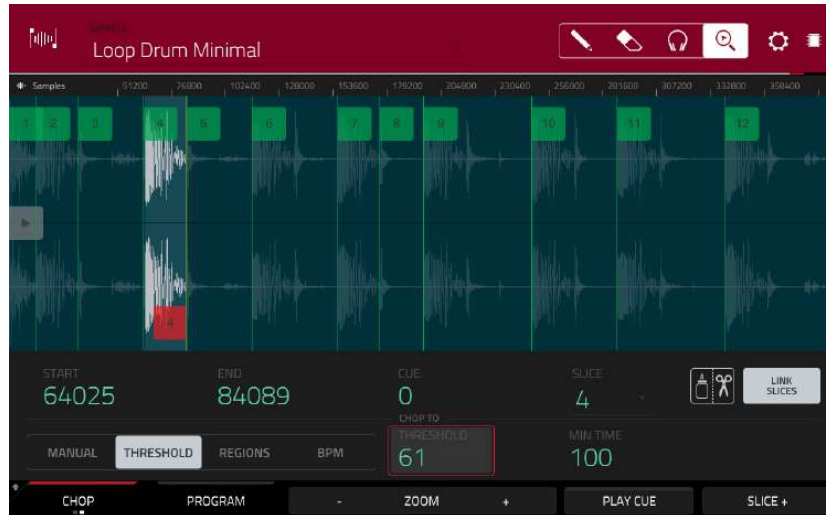 SAMPLE
Loop Drum Minimal
Samples 51200 76800 102400 128000 153600 179200 204800 230400 256000 281600 307200 332800 358400
1 2 3 4 5 6 7 8 9 10 11 12
4
START END CUE SLICE
64025 84089 0 4
LINK SLICES
CHOP TO
THRESHOLD MIN TIME
MANUAL THRESHOLD REGIONS BPM 61 100
CHOP PROGRAM - ZOOM + PLAY CUE SLICE +